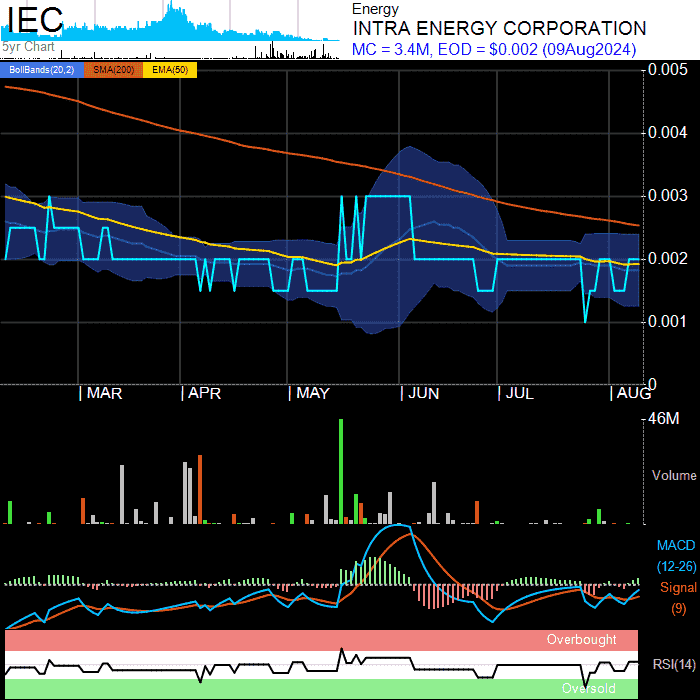 IEC
5yr Chart
Energy
INTRA ENERGY CORPORATION
MC = 3.4M, EOD = $0.002 (09Aug2024)
BollBands(20,2) SMA(200) EMA(50)
0.005
0.004
0.003
0.002
0.001
0
| MAR | APR | MAY | JUN | JUL | AUG
46M
Volume
MACD
(12-26)
Signal
(9)
Overbought
RSI(14)
Oversold